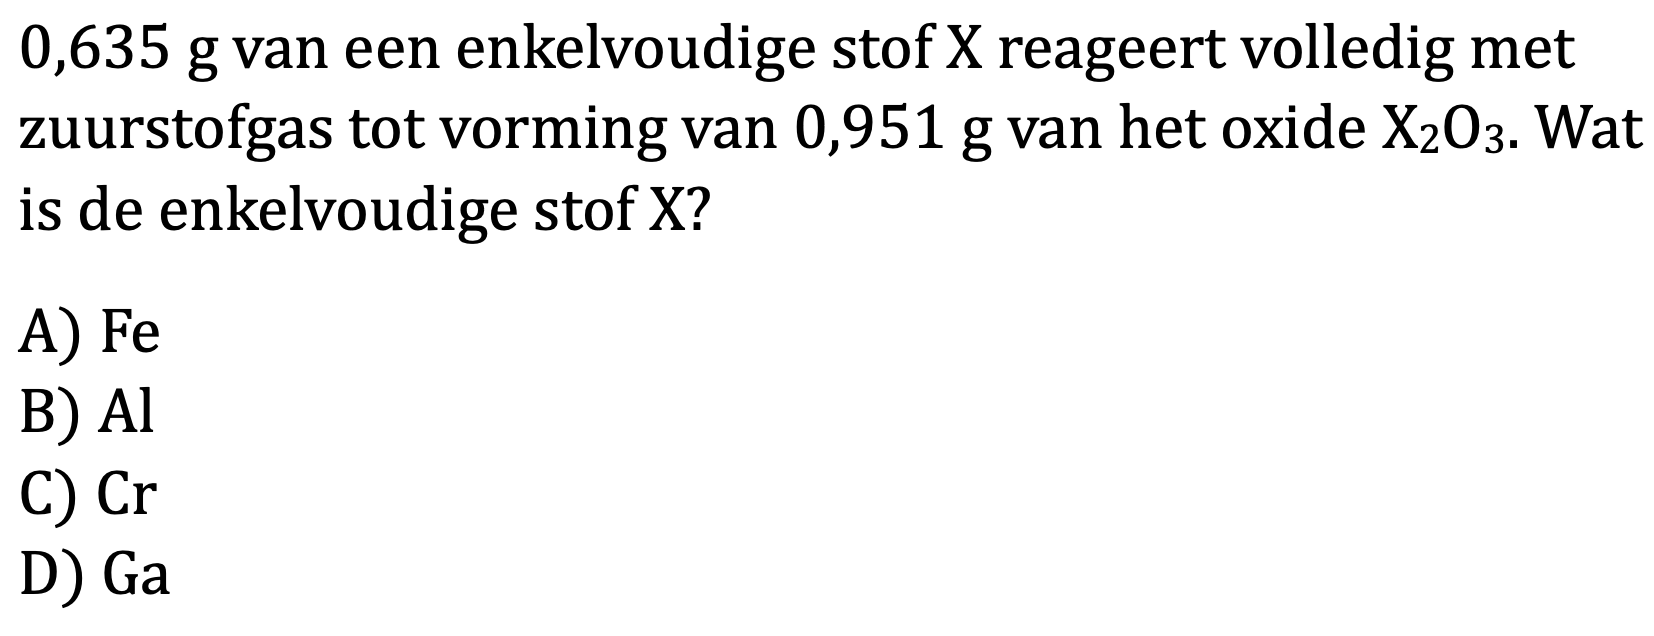 0,635 g van een enkelvoudige stof X reageert volledig met
zuurstofgas tot vorming van 0,951 g van het oxide X₂O₃. Wat
is de enkelvoudige stof X?
A) Fe
B) Al
C) Cr
D) Ga